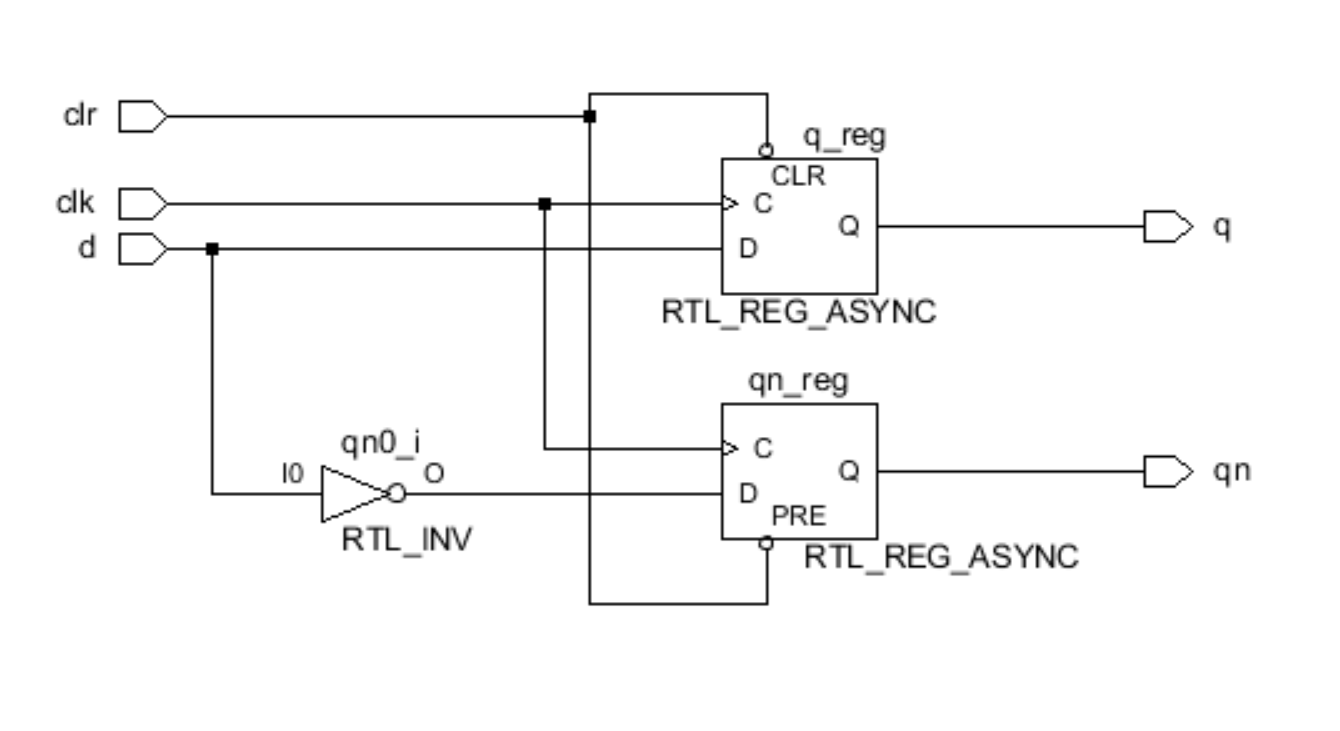 clr
q_reg
CLR
clk
C
Q
q
d
D
RTL_REG_ASYNC
qn_reg
qn0_i
C
I0
O
Q
qn
D
PRE
RTL_INV
RTL_REG_ASYNC